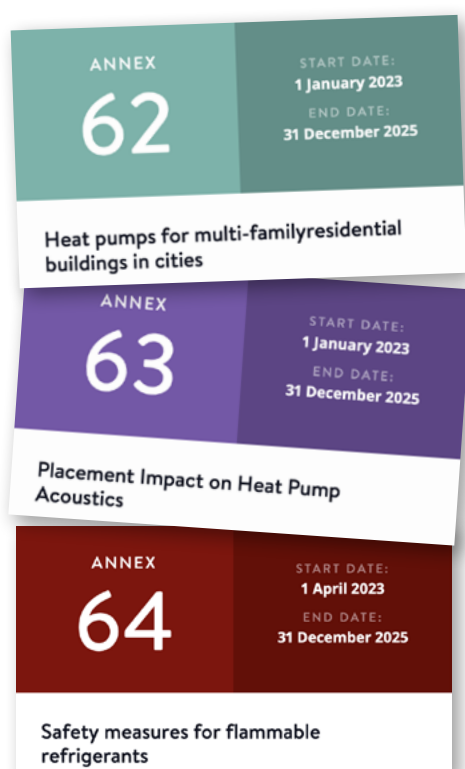 ANNEX
62
START DATE:
1 January 2023
END DATE:
31 December 2025
Heat pumps for multi-familyresidential
buildings in cities
ANNEX
63
START DATE:
1 January 2023
END DATE:
31 December 2025
Placement Impact on Heat Pump
Acoustics
ANNEX
64
START DATE:
1 April 2023
END DATE:
31 December 2025
Safety measures for flammable
refrigerants